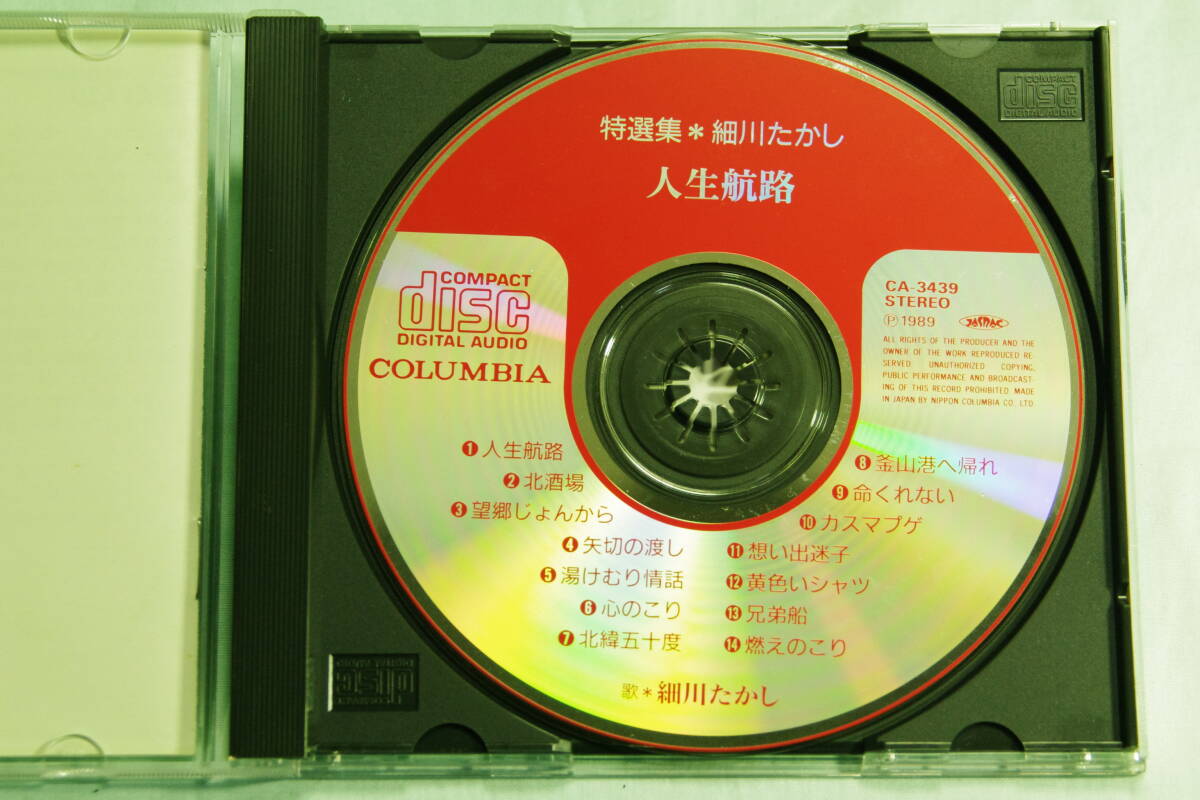 特選集*細川たかし
人生航路
COMPACT
disc
DIGITAL AUDIO
COLUMBIA
CA-3439
STEREO
Ⓟ1989 JASRAC
ALL RIGHTS OF THE PRODUCER AND THE
OWNER OF THE WORK REPRODUCED RE-
SERVED. UNAUTHORIZED COPYING,
PUBLIC PERFORMANCE AND BROADCAST-
ING OF THIS RECORD PROHIBITED. MADE
IN JAPAN BY NIPPON COLUMBIA CO., LTD.
❶人生航路
❷北酒場
❸望郷じょんから
❹矢切の渡し
❺湯けむり情話
❻心のこり
❼北緯五十度
❽釜山港へ帰れ
❾命くれない
❿カスマプゲ
⓫想い出迷子
⓬黄色いシャツ
⓭兄弟船
⓮燃えのこり
歌*細川たかし
COMPACT
disc
DIGITAL AUDIO
COMPACT
disc
DIGITAL AUDIO